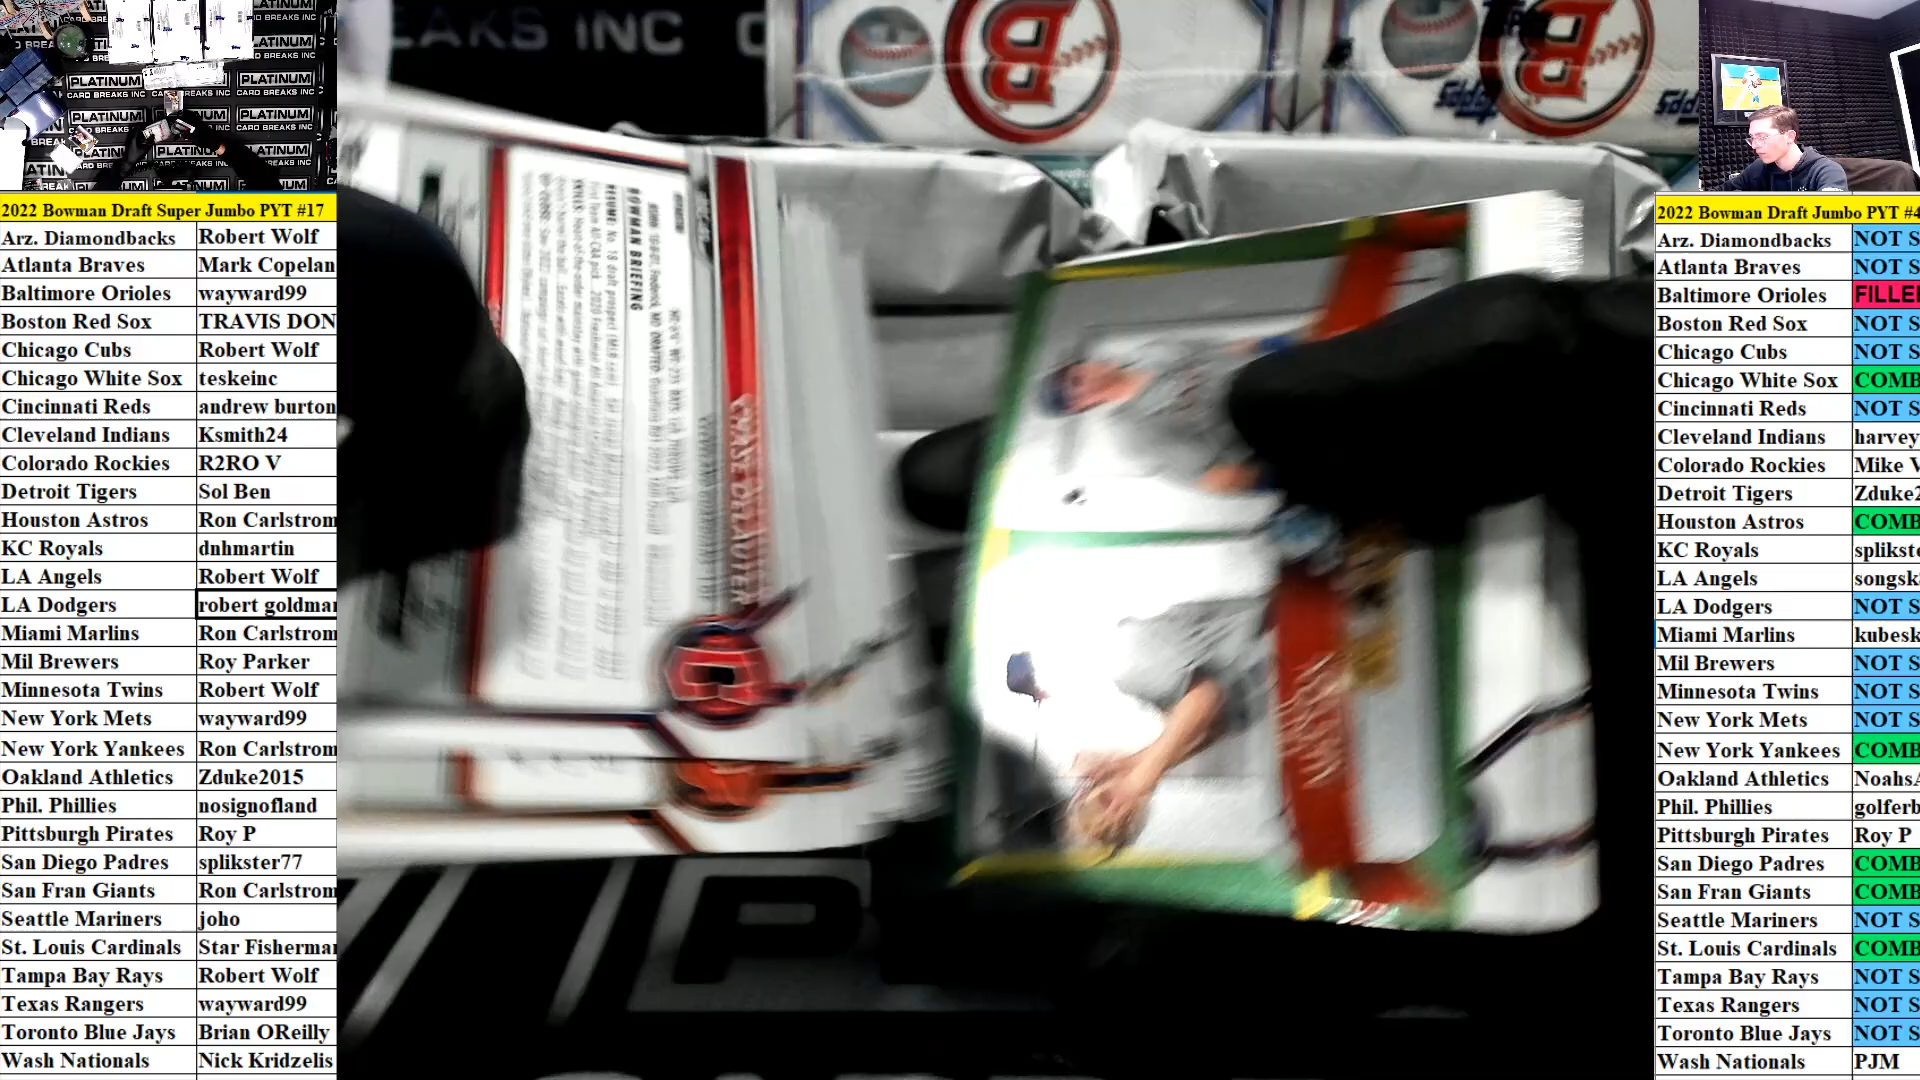 EAKS INC
PLATINUM
CARD BREAKS INC
2022 Bowman Draft Super Jumbo PYT #17
Arz. Diamondbacks Robert Wolf
Atlanta Braves Mark Copelan
Baltimore Orioles wayward99
Boston Red Sox TRAVIS DON
Chicago Cubs Robert Wolf
Chicago White Sox teskeinc
Cincinnati Reds andrew burton
Cleveland Indians Ksmith24
Colorado Rockies R2RO V
Detroit Tigers Sol Ben
Houston Astros Ron Carlstrom
KC Royals dnhmartin
LA Angels Robert Wolf
LA Dodgers robert goldman
Miami Marlins Ron Carlstrom
Mil Brewers Roy Parker
Minnesota Twins Robert Wolf
New York Mets wayward99
New York Yankees Ron Carlstrom
Oakland Athletics Zduke2015
Phil. Phillies nosignofland
Pittsburgh Pirates Roy P
San Diego Padres splikster77
San Fran Giants Ron Carlstrom
Seattle Mariners joho
St. Louis Cardinals Star Fisherman
Tampa Bay Rays Robert Wolf
Texas Rangers wayward99
Toronto Blue Jays Brian OReilly
Wash Nationals Nick Kridzelis
BOWMAN BRIEFING
CHASE DELAUTER
2022 Bowman Draft Jumbo PYT #4
Arz. Diamondbacks NOT S
Atlanta Braves NOT S
Baltimore Orioles FILLE
Boston Red Sox NOT S
Chicago Cubs NOT S
Chicago White Sox COMB
Cincinnati Reds NOT S
Cleveland Indians harvey
Colorado Rockies Mike V
Detroit Tigers Zduke2
Houston Astros COMB
KC Royals splikste
LA Angels songsk
LA Dodgers NOT S
Miami Marlins kubesk
Mil Brewers NOT S
Minnesota Twins NOT S
New York Mets NOT S
New York Yankees COMB
Oakland Athletics NoahsA
Phil. Phillies golferb
Pittsburgh Pirates Roy P
San Diego Padres COMB
San Fran Giants COMB
Seattle Mariners NOT S
St. Louis Cardinals COMB
Tampa Bay Rays NOT S
Texas Rangers NOT S
Toronto Blue Jays NOT S
Wash Nationals PJM